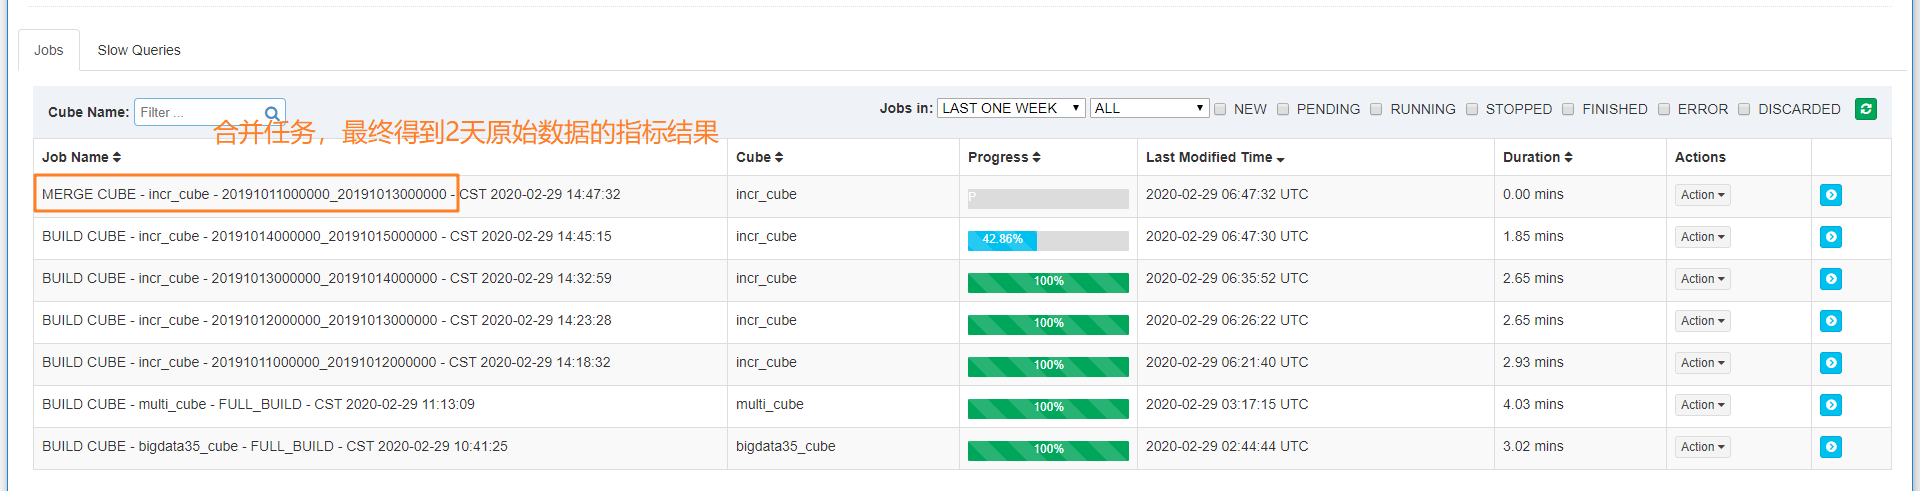 Jobs Slow Queries
Cube Name: Filter ... Jobs in: LAST ONE WEEK ALL NEW PENDING RUNNING STOPPED FINISHED ERROR DISCARDED
合并任务，最终得到2天原始数据的指标结果
Job Name Cube Progress Last Modified Time Duration Actions
MERGE CUBE - incr_cube - 20191011000000_20191013000000 - CST 2020-02-29 14:47:32 incr_cube P 2020-02-29 06:47:32 UTC 0.00 mins Action
BUILD CUBE - incr_cube - 20191014000000_20191015000000 - CST 2020-02-29 14:45:15 incr_cube 42.86% 2020-02-29 06:47:30 UTC 1.85 mins Action
BUILD CUBE - incr_cube - 20191013000000_20191014000000 - CST 2020-02-29 14:32:59 incr_cube 100% 2020-02-29 06:35:52 UTC 2.65 mins Action
BUILD CUBE - incr_cube - 20191012000000_20191013000000 - CST 2020-02-29 14:23:28 incr_cube 100% 2020-02-29 06:26:22 UTC 2.65 mins Action
BUILD CUBE - incr_cube - 20191011000000_20191012000000 - CST 2020-02-29 14:18:32 incr_cube 100% 2020-02-29 06:21:40 UTC 2.93 mins Action
BUILD CUBE - multi_cube - FULL_BUILD - CST 2020-02-29 11:13:09 multi_cube 100% 2020-02-29 03:17:15 UTC 4.03 mins Action
BUILD CUBE - bigdata35_cube - FULL_BUILD - CST 2020-02-29 10:41:25 bigdata35_cube 100% 2020-02-29 02:44:44 UTC 3.02 mins Action